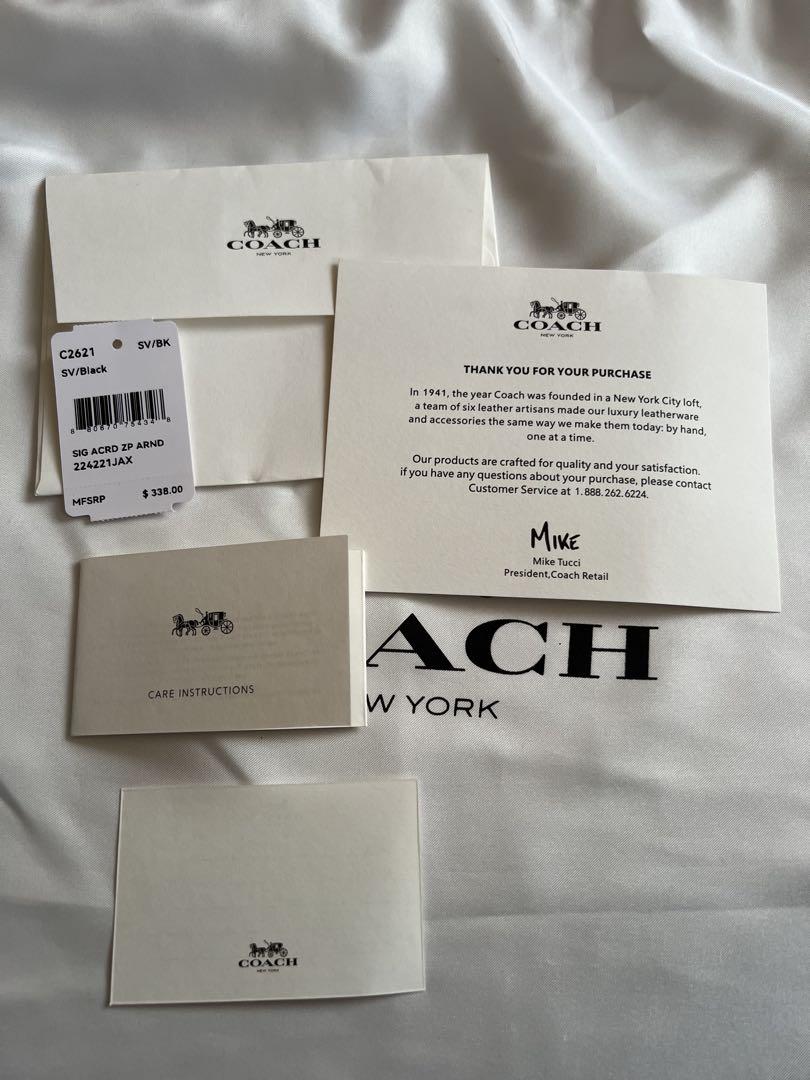 COACH
NEW YORK
C2621 SV/BK
SV/Black
8 80670 75434 8
SIG ACRD ZP ARND
224221JAX
MFSRP $ 338.00
COACH
NEW YORK
THANK YOU FOR YOUR PURCHASE
In 1941, the year Coach was founded in a New York City loft,
a team of six leather artisans made our luxury leatherware
and accessories the same way we make them today: by hand,
one at a time.
Our products are crafted for quality and your satisfaction.
if you have any questions about your purchase, please contact
Customer Service at 1.888.262.6224.
MIKE
Mike Tucci
President,Coach Retail
CARE INSTRUCTIONS
ACH
W YORK
COACH
NEW YORK